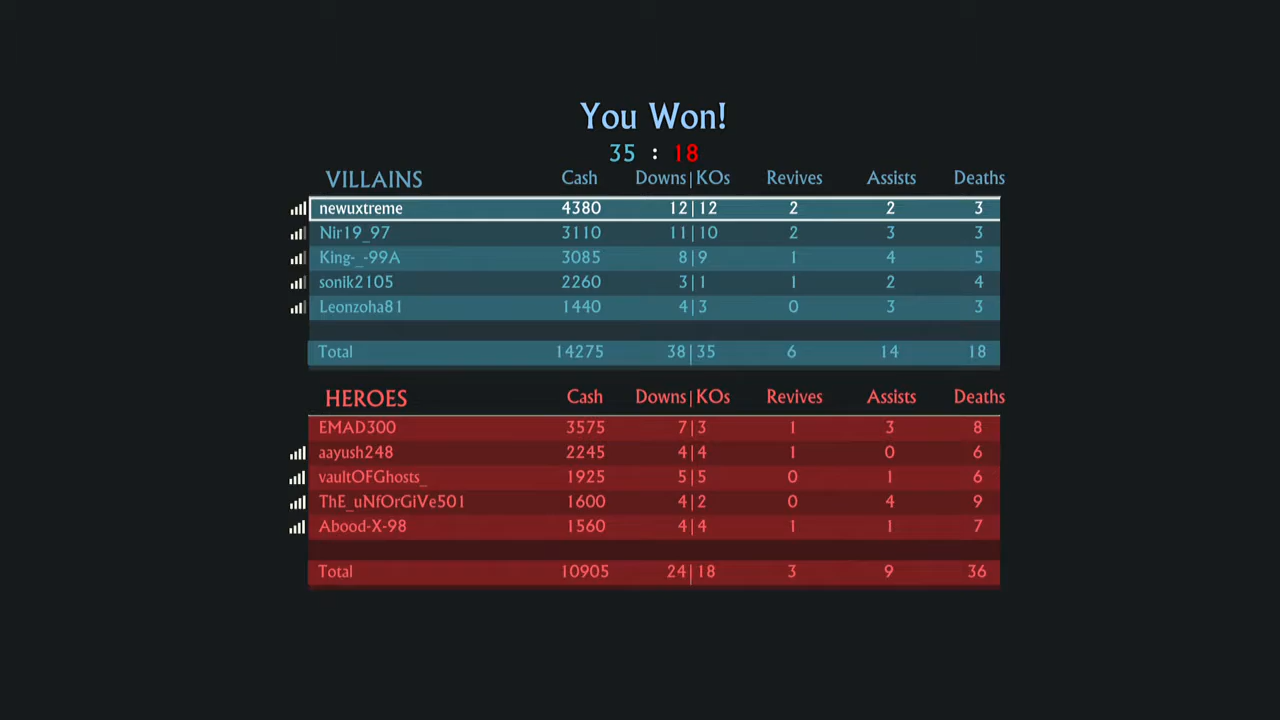 You Won!
35 : 18
VILLAINS Cash Downs|KOs Revives Assists Deaths
newuxtreme 4380 12|12 2 2 3
Nir19_97 3110 11|10 2 3 3
King-_-99A 3085 8|9 1 4 5
sonik2105 2260 3|1 1 2 4
Leonzoha81 1440 4|3 0 3 3
Total 14275 38|35 6 14 18
HEROES Cash Downs|KOs Revives Assists Deaths
EMAD300 3575 7|3 1 3 8
aayush248 2245 4|4 1 0 6
vaultOFGhosts_ 1925 5|5 0 1 6
ThE_uNfOrGiVe501 1600 4|2 0 4 9
Abood-X-98 1560 4|4 1 1 7
Total 10905 24|18 3 9 36